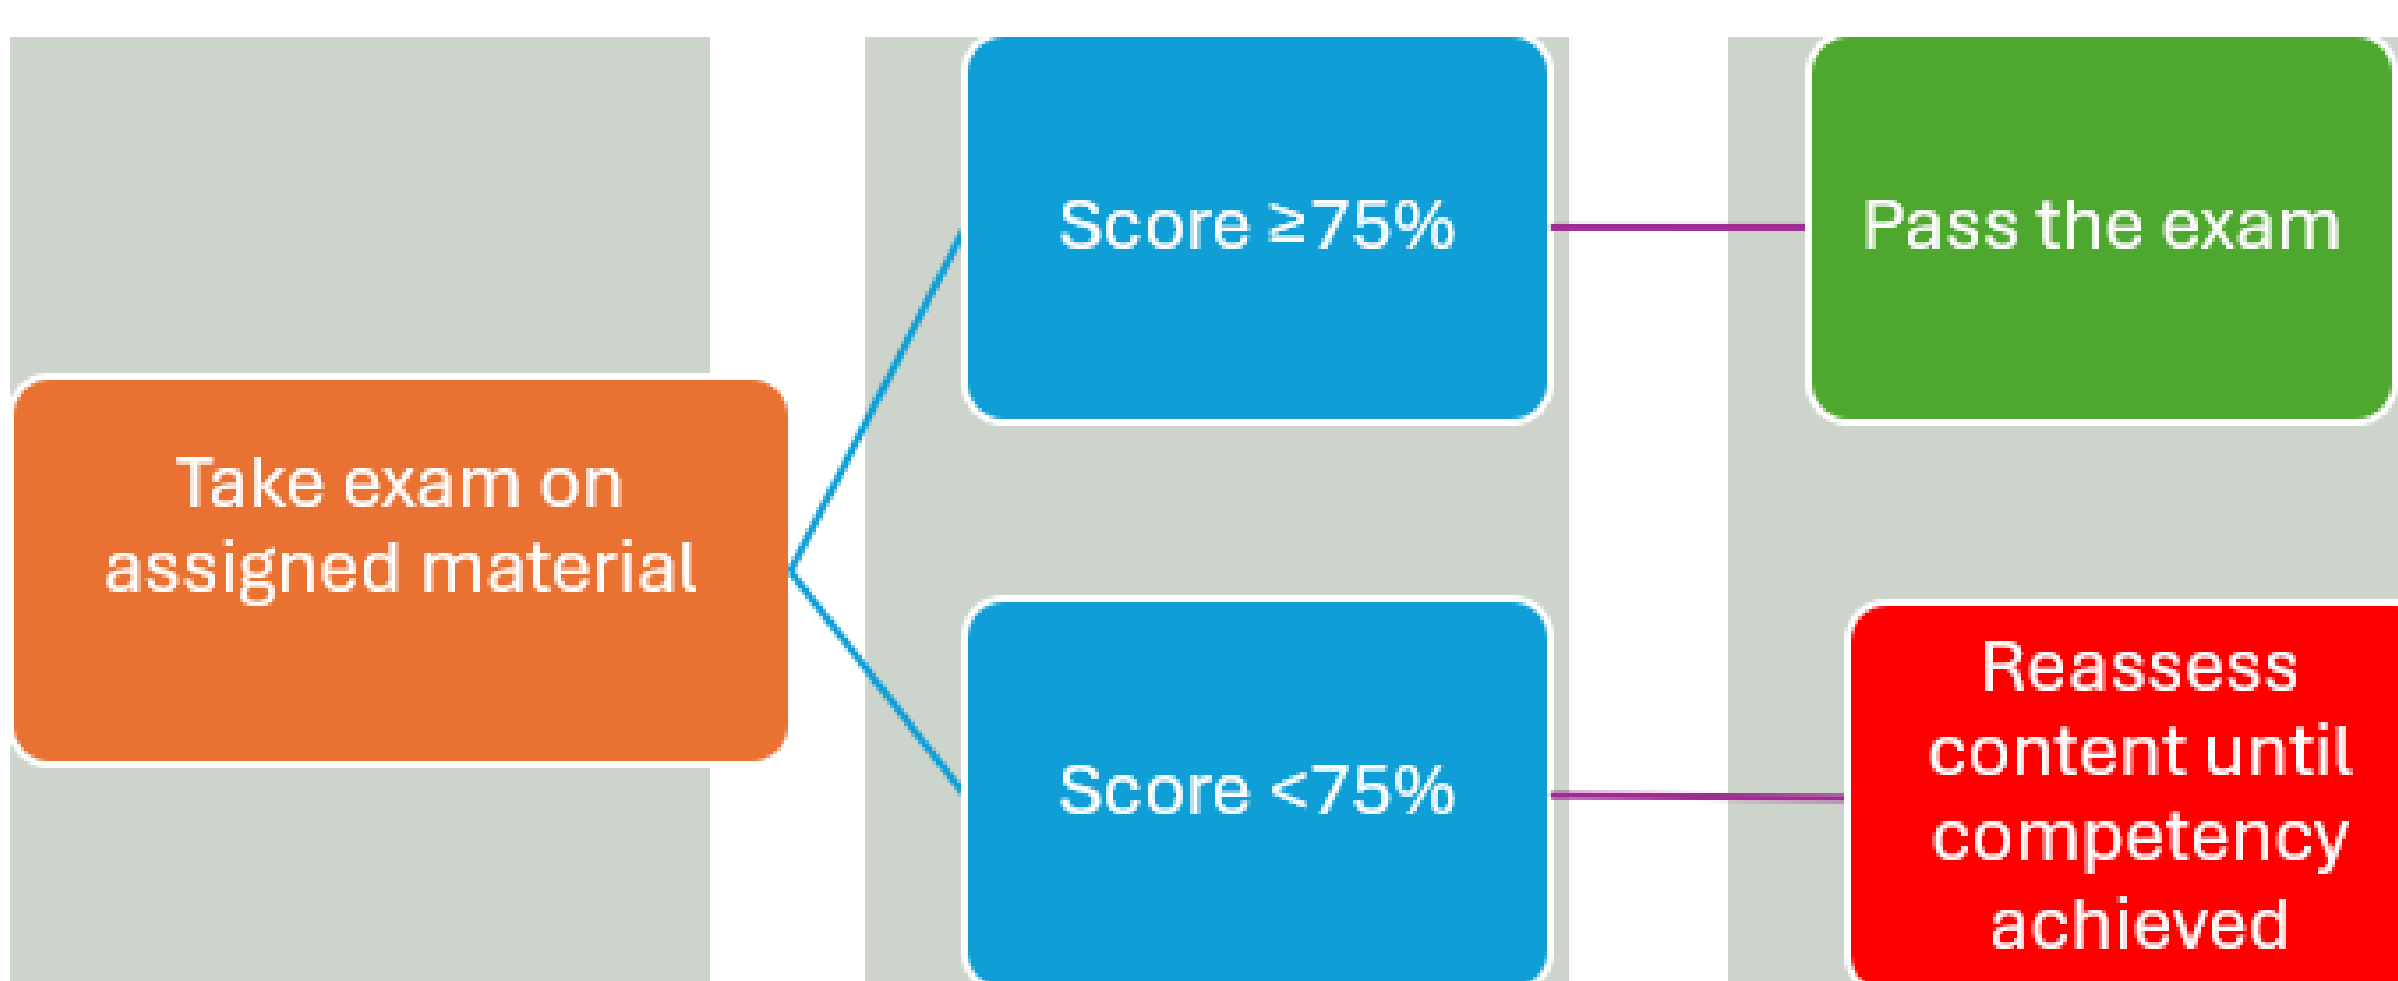 Take exam on
assigned material
Score ≥75%
Pass the exam
Score <75%
Reassess
content until
competency
achieved